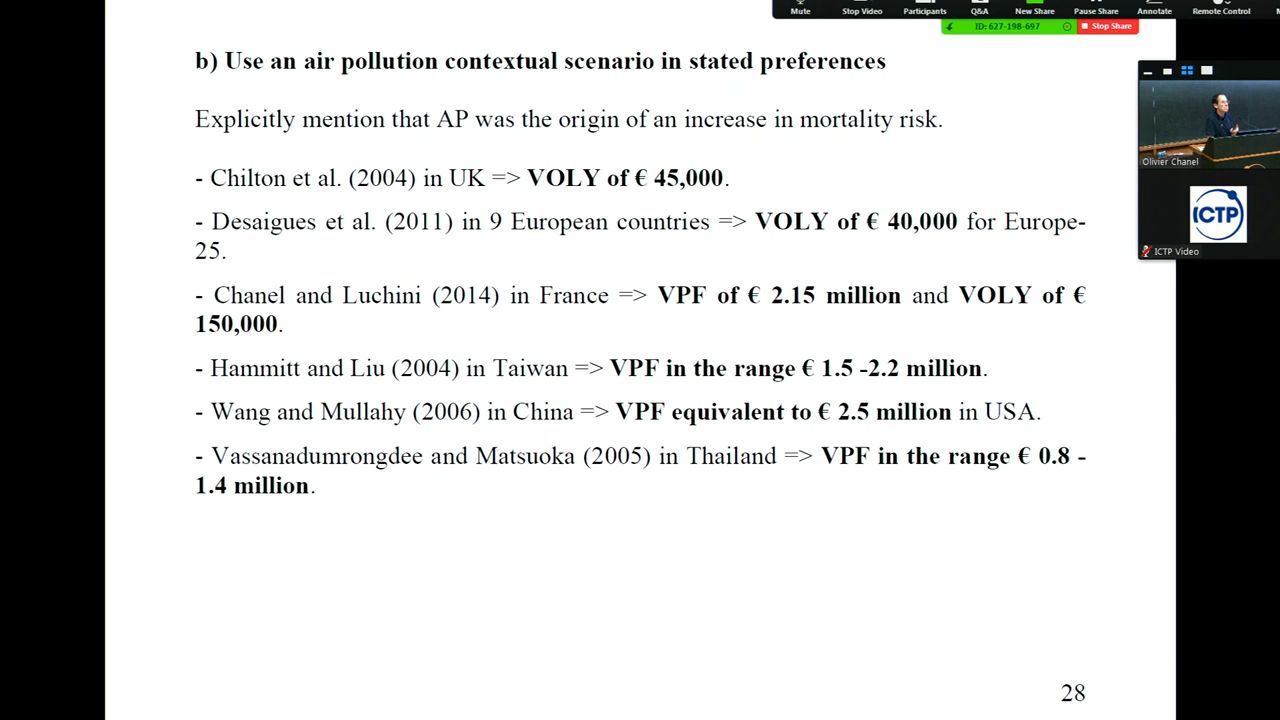 Mute Stop Video Participants Q&A New Share Pause Share Annotate Remote Control
ID: 627-198-697 Stop Share
b) Use an air pollution contextual scenario in stated preferences
Explicitly mention that AP was the origin of an increase in mortality risk.
Olivier Chanel
- Chilton et al. (2004) in UK => VOLY of € 45,000.
- Desaigues et al. (2011) in 9 European countries => VOLY of € 40,000 for Europe-
25.
ICTP
ICTP Video
- Chanel and Luchini (2014) in France => VPF of € 2.15 million and VOLY of €
150,000.
- Hammitt and Liu (2004) in Taiwan => VPF in the range € 1.5 -2.2 million.
- Wang and Mullahy (2006) in China => VPF equivalent to € 2.5 million in USA.
- Vassanadumrongdee and Matsuoka (2005) in Thailand => VPF in the range € 0.8 -
1.4 million.
28